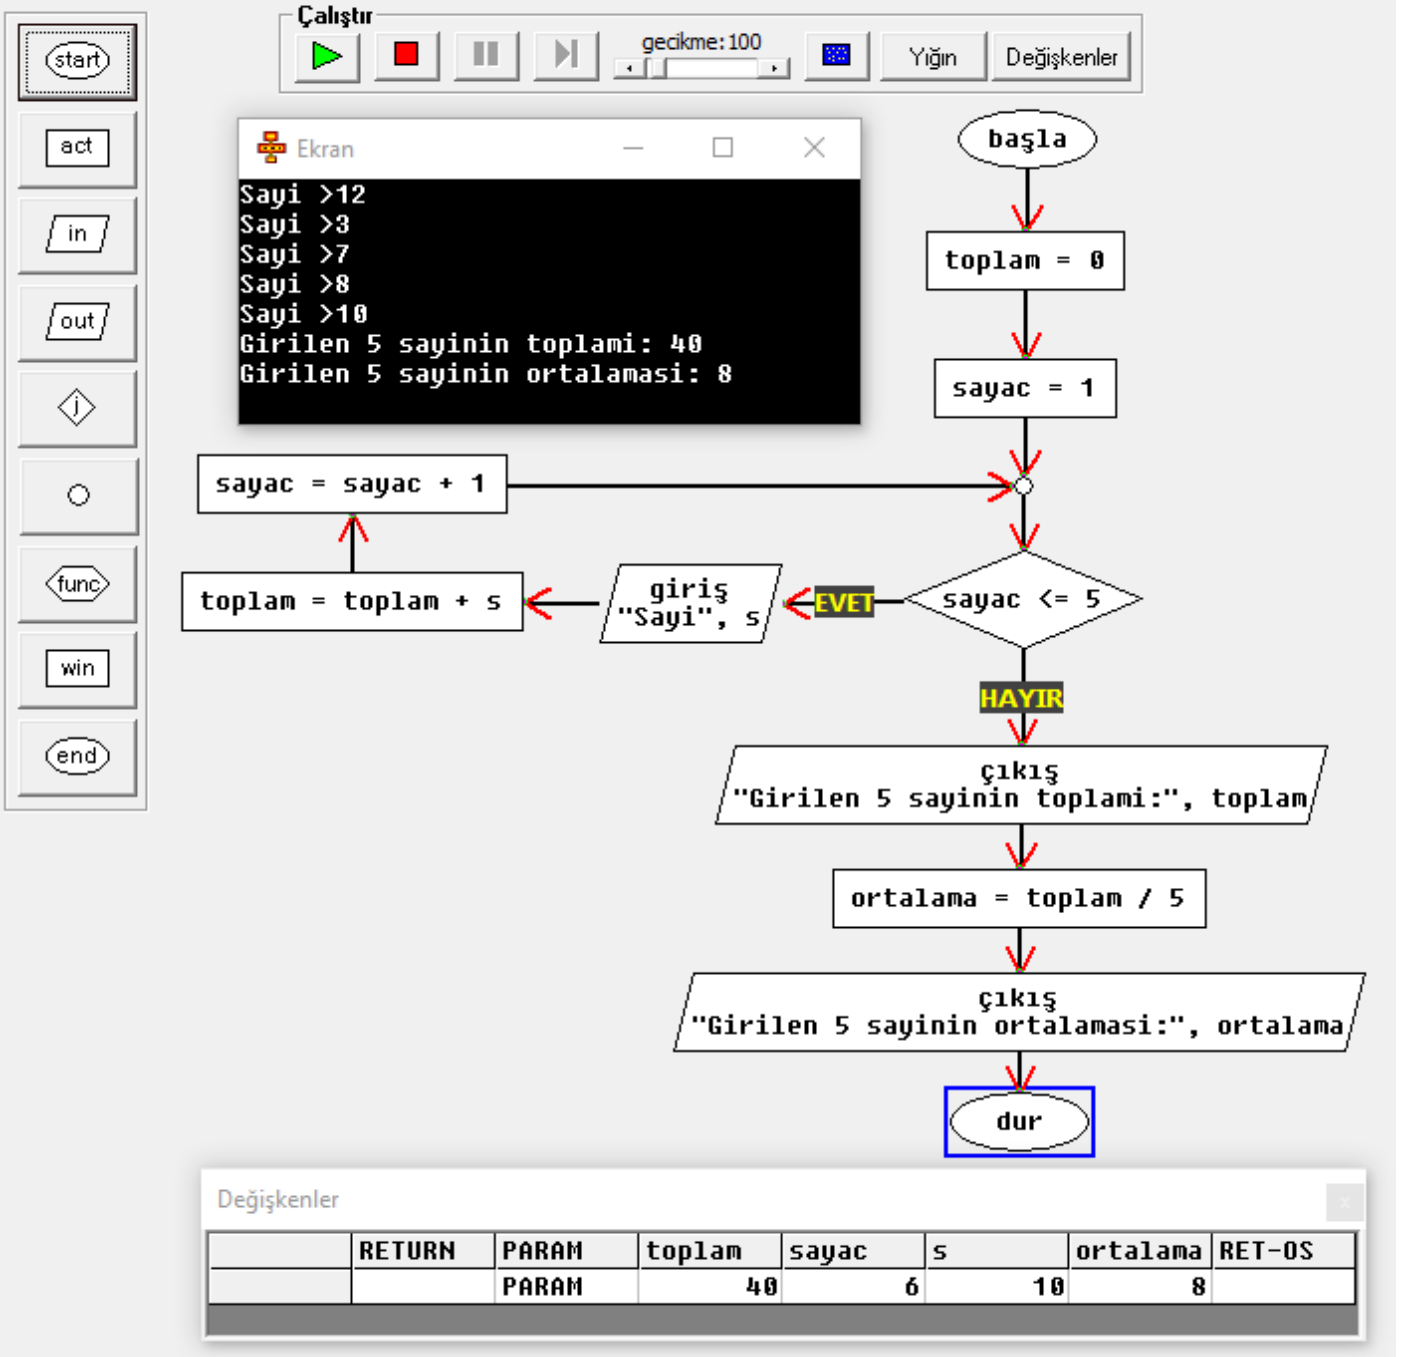 Çalıştır
gecikme:100
Yığın
Değişkenler
start
act
in
out
j
func
win
end
Ekran
Sayi >12
Sayi >3
Sayi >7
Sayi >8
Sayi >10
Girilen 5 sayinin toplami: 40
Girilen 5 sayinin ortalamasi: 8
başla
toplam = 0
sayac = 1
sayac = sayac + 1
toplam = toplam + s
giriş
"Sayi", s
EVET
sayac <= 5
HAYIR
çıkış
"Girilen 5 sayinin toplami:", toplam
ortalama = toplam / 5
çıkış
"Girilen 5 sayinin ortalamasi:", ortalama
dur
Değişkenler
x
RETURN PARAM toplam sayac s ortalama RET-OS
PARAM 40 6 10 8